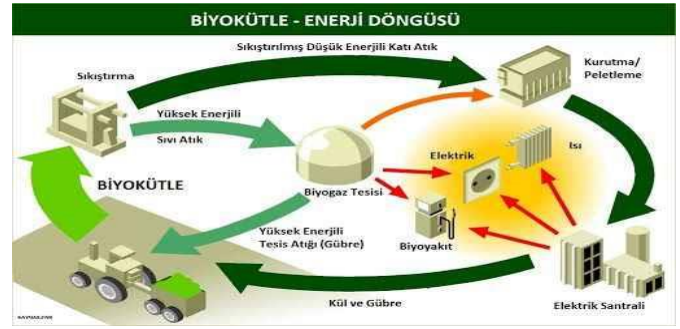 BİYOKÜTLE - ENERJİ DÖNGÜSÜ
Sıkıştırılmış Düşük Enerjili Katı Atık
Sıkıştırma
Kurutma/
Peletleme
Yüksek Enerjili
Sıvı Atık
Elektrik
Isı
BİYOKÜTLE
Biyogaz Tesisi
Yüksek Enerjili
Tesis Atığı (Gübre)
Biyoyakıt
Kül ve Gübre
Elektrik Santrali